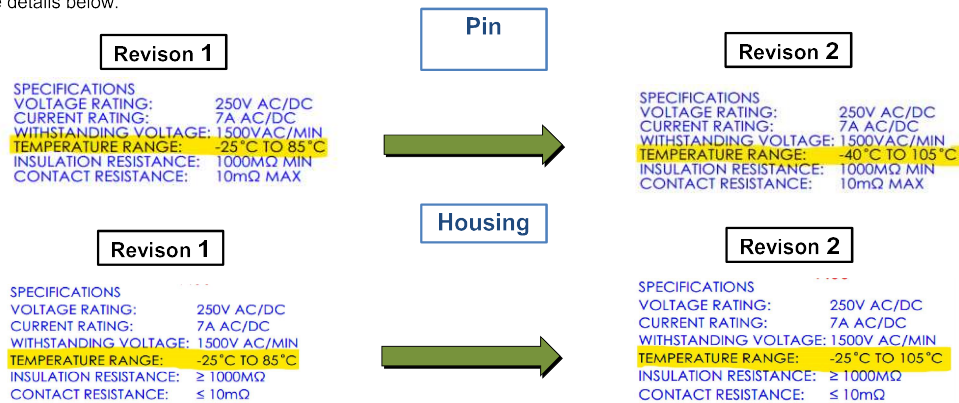 e details below.
Pin
Revison 1
SPECIFICATIONS
VOLTAGE RATING: 250V AC/DC
CURRENT RATING: 7A AC/DC
WITHSTANDING VOLTAGE: 1500VAC/MIN
TEMPERATURE RANGE: -25°C TO 85°C
INSULATION RESISTANCE: 1000MΩ MIN
CONTACT RESISTANCE: 10mΩ MAX
Revison 2
SPECIFICATIONS
VOLTAGE RATING: 250V AC/DC
CURRENT RATING: 7A AC/DC
WITHSTANDING VOLTAGE: 1500VAC/MIN
TEMPERATURE RANGE: -40°C TO 105°C
INSULATION RESISTANCE: 1000MΩ MIN
CONTACT RESISTANCE: 10mΩ MAX
Housing
Revison 1
SPECIFICATIONS
VOLTAGE RATING: 250V AC/DC
CURRENT RATING: 7A AC/DC
WITHSTANDING VOLTAGE: 1500V AC/MIN
TEMPERATURE RANGE: -25°C TO 85°C
INSULATION RESISTANCE: ≥ 1000MΩ
CONTACT RESISTANCE: ≤ 10mΩ
Revison 2
SPECIFICATIONS
VOLTAGE RATING: 250V AC/DC
CURRENT RATING: 7A AC/DC
WITHSTANDING VOLTAGE: 1500V AC/MIN
TEMPERATURE RANGE: -25°C TO 105°C
INSULATION RESISTANCE: ≥ 1000MΩ
CONTACT RESISTANCE: ≤ 10mΩ